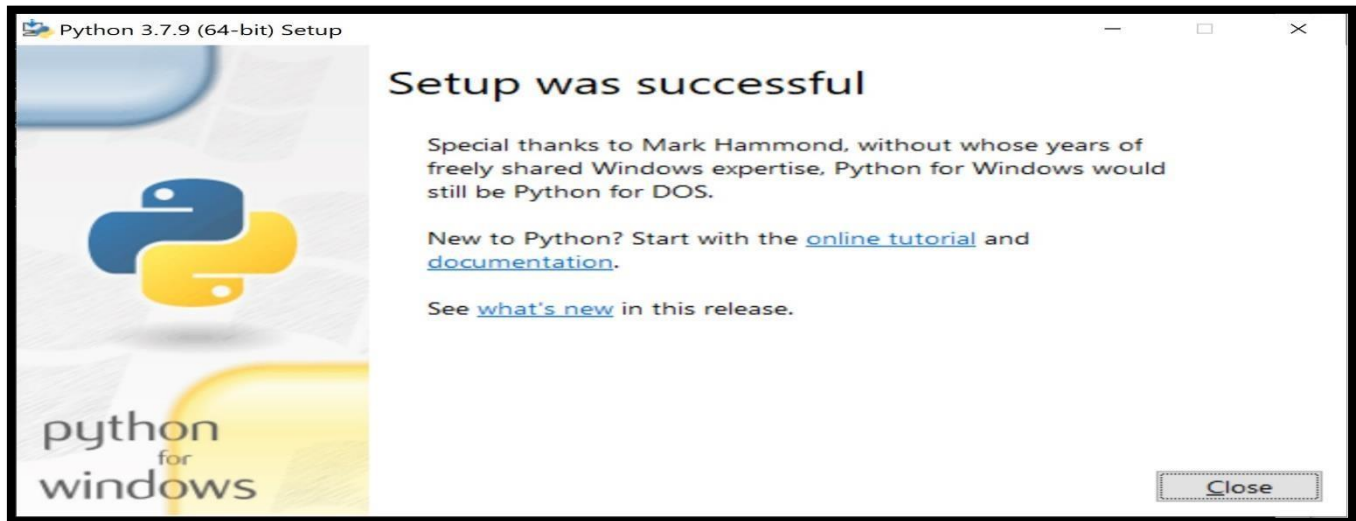 Python 3.7.9 (64-bit) Setup
Setup was successful
Special thanks to Mark Hammond, without whose years of
freely shared Windows expertise, Python for Windows would
still be Python for DOS.
New to Python? Start with the online tutorial and
documentation.
See what's new in this release.
python
for
windows
Close